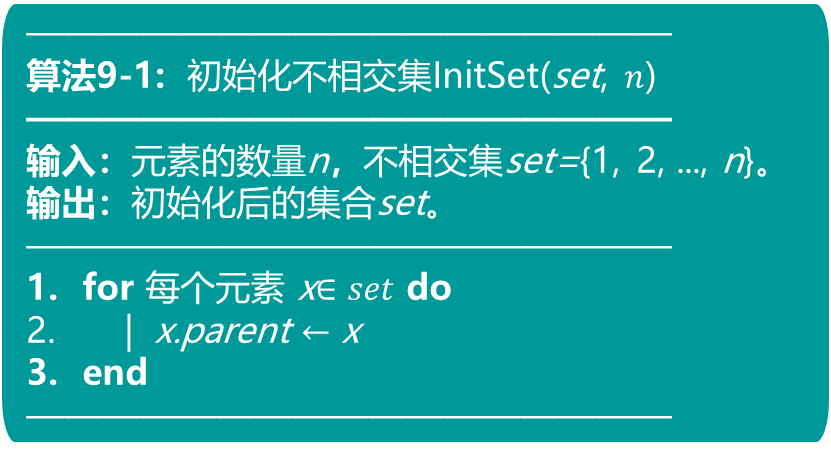 算法9-1：初始化不相交集InitSet(set, n)
输入：元素的数量n，不相交集set={1, 2, ..., n}。
输出：初始化后的集合set。
1. for 每个元素 x∈ set do
2. | x.parent ← x
3. end